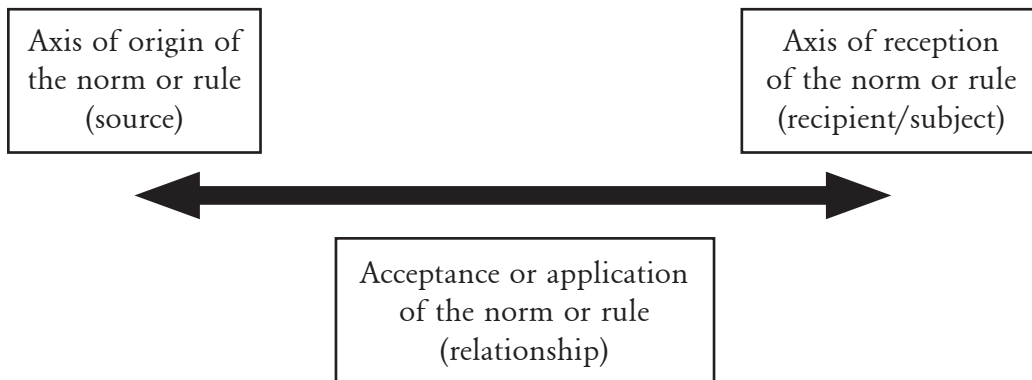 Axis of origin of
the norm or rule
(source)
Axis of reception
of the norm or rule
(recipient/subject)
Acceptance or application
of the norm or rule
(relationship)